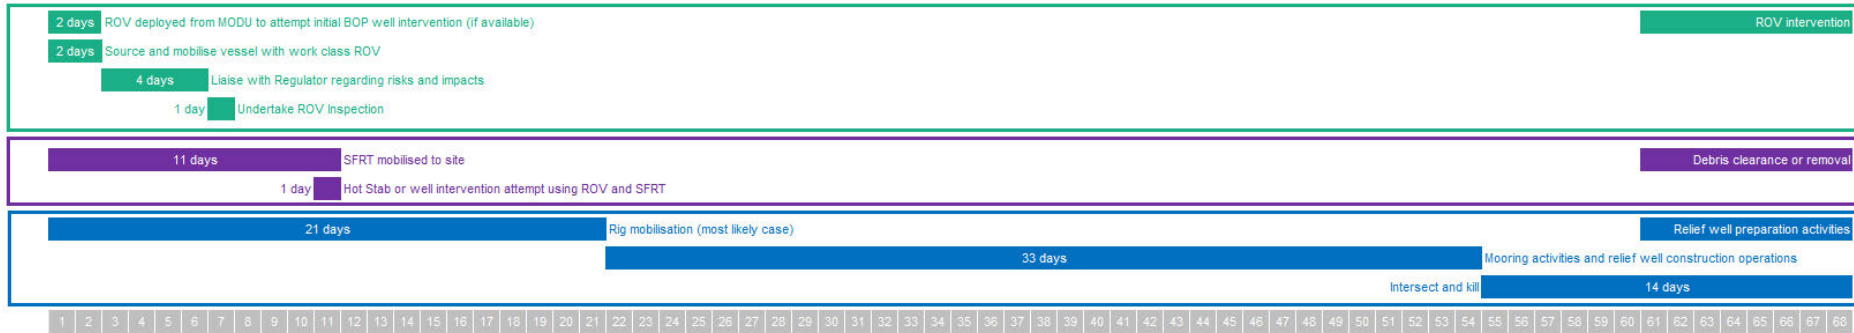 2 days ROV deployed from MODU to attempt initial BOP well intervention (if available) ROV intervention
2 days Source and mobilise vessel with work class ROV
4 days Liaise with Regulator regarding risks and impacts
1 day Undertake ROV Inspection
11 days SFRT mobilised to site Debris clearance or removal
1 day Hot Stab or well intervention attempt using ROV and SFRT
21 days Rig mobilisation (most likely case) Relief well preparation activities
33 days Mooring activities and relief well construction operations
Intersect and kill 14 days
1 2 3 4 5 6 7 8 9 10 11 12 13 14 15 16 17 18 19 20 21 22 23 24 25 26 27 28 29 30 31 32 33 34 35 36 37 38 39 40 41 42 43 44 45 46 47 48 49 50 51 52 53 54 55 56 57 58 59 60 61 62 63 64 65 66 67 68